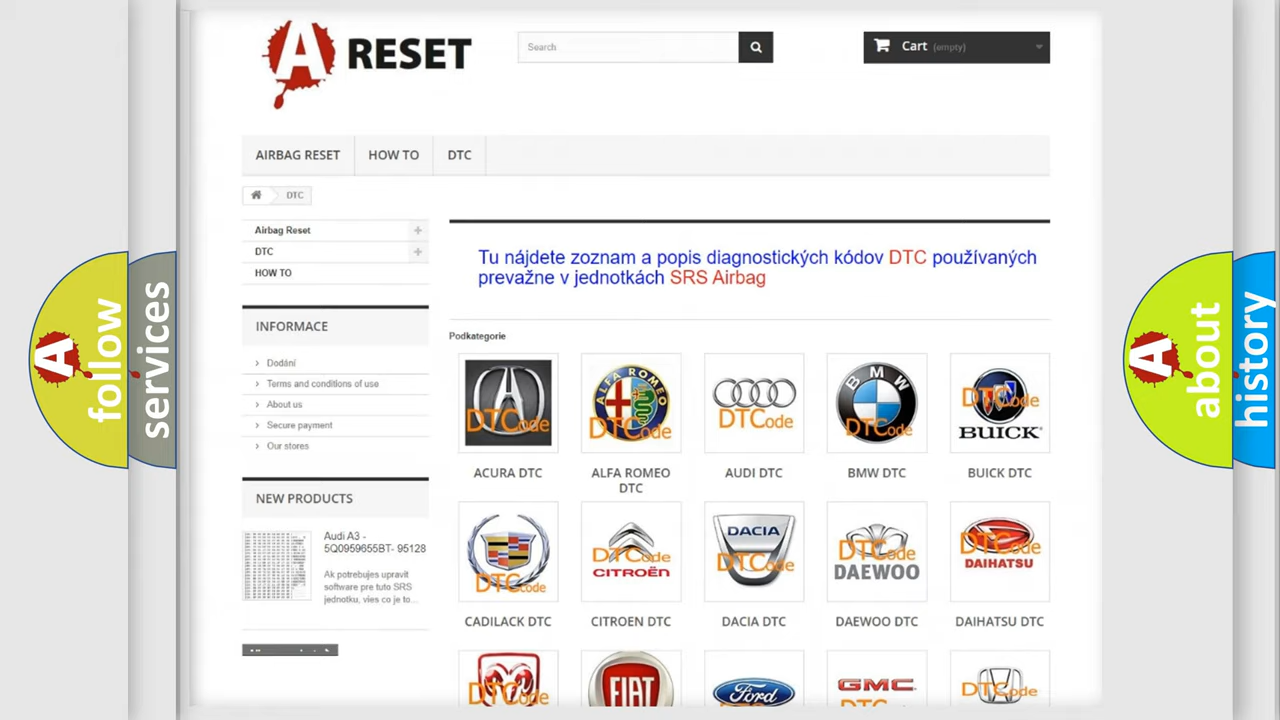 A RESET
Search
Cart (empty)
AIRBAG RESET
HOW TO
DTC
DTC
Airbag Reset
DTC
HOW TO
Tu nájdete zoznam a popis diagnostických kódov DTC používaných
prevažne v jednotkách SRS Airbag
INFORMACE
Podkategorie
Dodání
Terms and conditions of use
About us
Secure payment
Our stores
DTCode
ALFA ROMEO
DTCode
DTCode
BMW
DTCode
DTCode
BUICK
ACURA DTC
ALFA ROMEO
DTC
AUDI DTC
BMW DTC
BUICK DTC
NEW PRODUCTS
Audi A3 -
5Q0959655BT- 95128
Ak potrebujes upravit
software pre tuto SRS
jednotku, vies co je to...
DTCode
DTCode
CITROËN
DACIA
DTCode
DTCode
DAEWOO
DTCode
DAIHATSU
CADILACK DTC
CITROEN DTC
DACIA DTC
DAEWOO DTC
DAIHATSU DTC
DTCode
FIAT
Ford
GMC
DTCode
A follow
services
A about
history